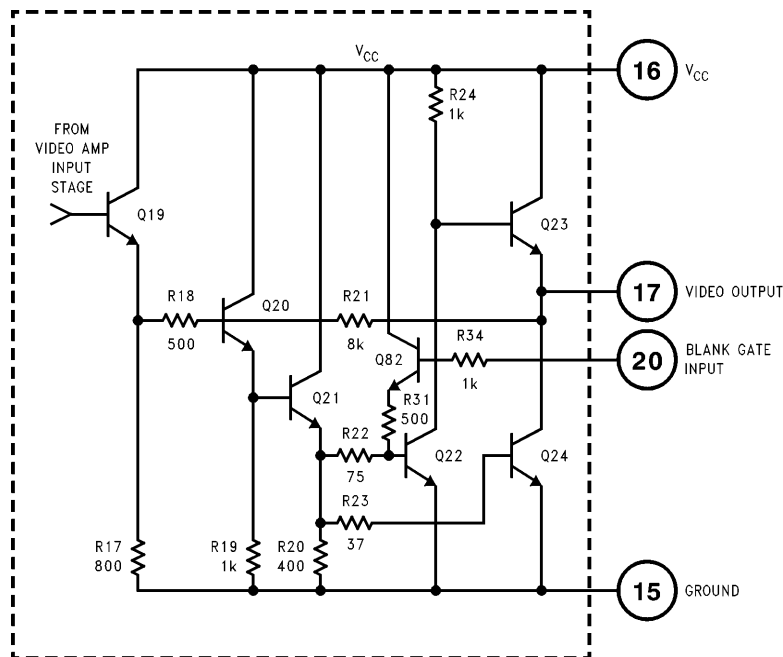 VCC
16
VCC
R24
1k
FROM
VIDEO AMP
INPUT
STAGE
Q19
Q23
R18
500
Q20
R21
8k
17
VIDEO OUTPUT
R34
1k
20
BLANK GATE
INPUT
Q82
Q21
R31
500
R22
75
Q22
Q24
R23
37
R17
800
R19
1k
R20
400
15
GROUND